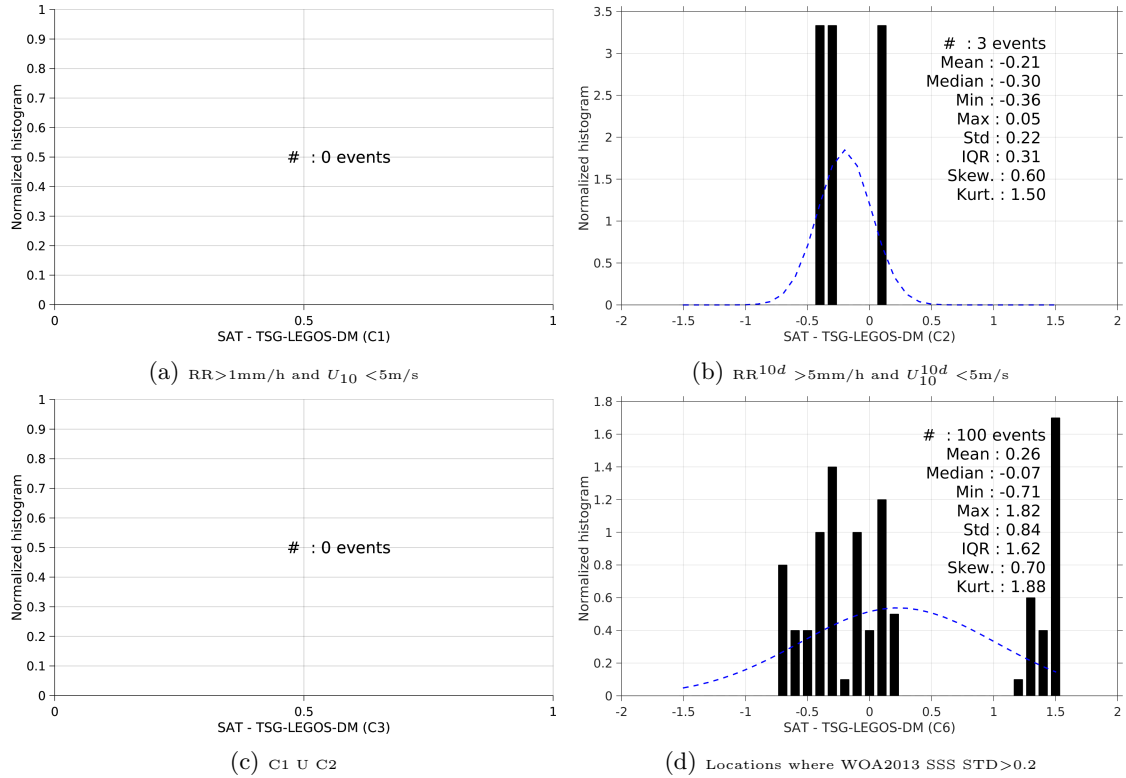 1
0.9
0.8
0.7
0.6
0.5
0.4
0.3
0.2
0.1
0
Normalized histogram
# : 0 events
0 0.5 1
SAT - TSG-LEGOS-DM (C1)
(a) RR>1mm/h and U10 <5m/s
3.5
3
2.5
2
1.5
1
0.5
0
Normalized histogram
# : 3 events
Mean : -0.21
Median : -0.30
Min : -0.36
Max : 0.05
Std : 0.22
IQR : 0.31
Skew. : 0.60
Kurt. : 1.50
-2 -1.5 -1 -0.5 0 0.5 1 1.5 2
SAT - TSG-LEGOS-DM (C2)
(b) RR10d >5mm/h and U10d10 <5m/s
1
0.9
0.8
0.7
0.6
0.5
0.4
0.3
0.2
0.1
0
Normalized histogram
# : 0 events
0 0.5 1
SAT - TSG-LEGOS-DM (C3)
(c) C1 U C2
1.8
1.6
1.4
1.2
1
0.8
0.6
0.4
0.2
0
Normalized histogram
# : 100 events
Mean : 0.26
Median : -0.07
Min : -0.71
Max : 1.82
Std : 0.84
IQR : 1.62
Skew. : 0.70
Kurt. : 1.88
-2 -1.5 -1 -0.5 0 0.5 1 1.5 2
SAT - TSG-LEGOS-DM (C6)
(d) Locations where WOA2013 SSS STD>0.2